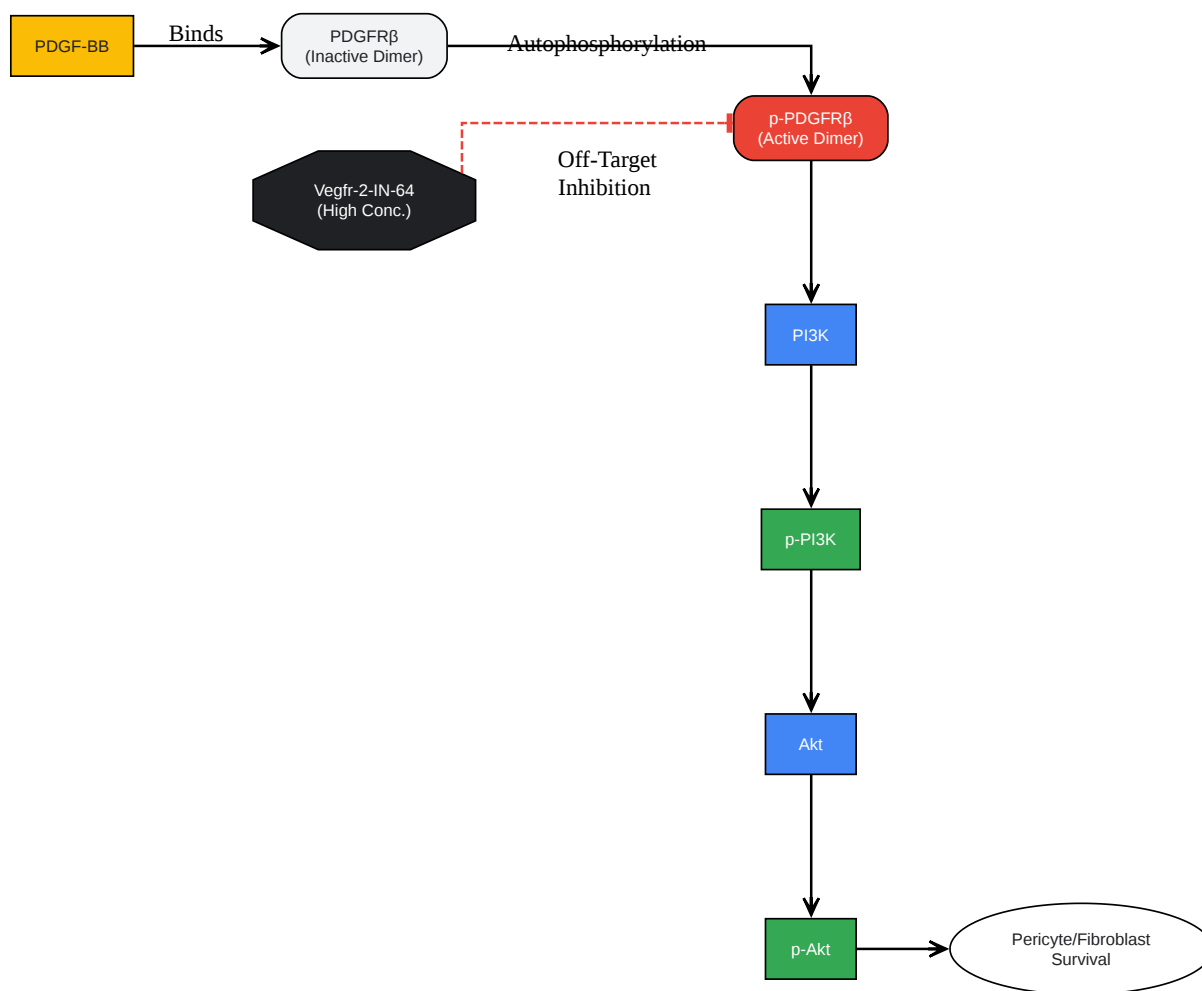 PDGF-BB
Binds
PDGFRβ
(Inactive Dimer)
Autophosphorylation
p-PDGFRβ
(Active Dimer)
Off-Target
Inhibition
Vegfr-2-IN-64
(High Conc.)
PI3K
p-PI3K
Akt
p-Akt
Pericyte/Fibroblast
Survival